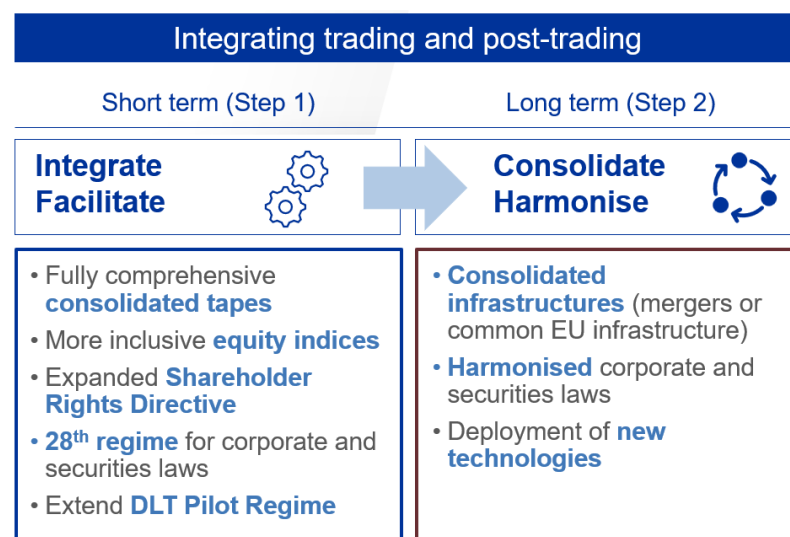 Integrating trading and post-trading
Short term (Step 1)
Long term (Step 2)
Integrate
Facilitate
Consolidate
Harmonise
• Fully comprehensive
consolidated tapes
• More inclusive equity indices
• Expanded Shareholder
Rights Directive
• 28th regime for corporate and
securities laws
• Extend DLT Pilot Regime
• Consolidated
infrastructures (mergers or
common EU infrastructure)
• Harmonised corporate and
securities laws
• Deployment of new
technologies